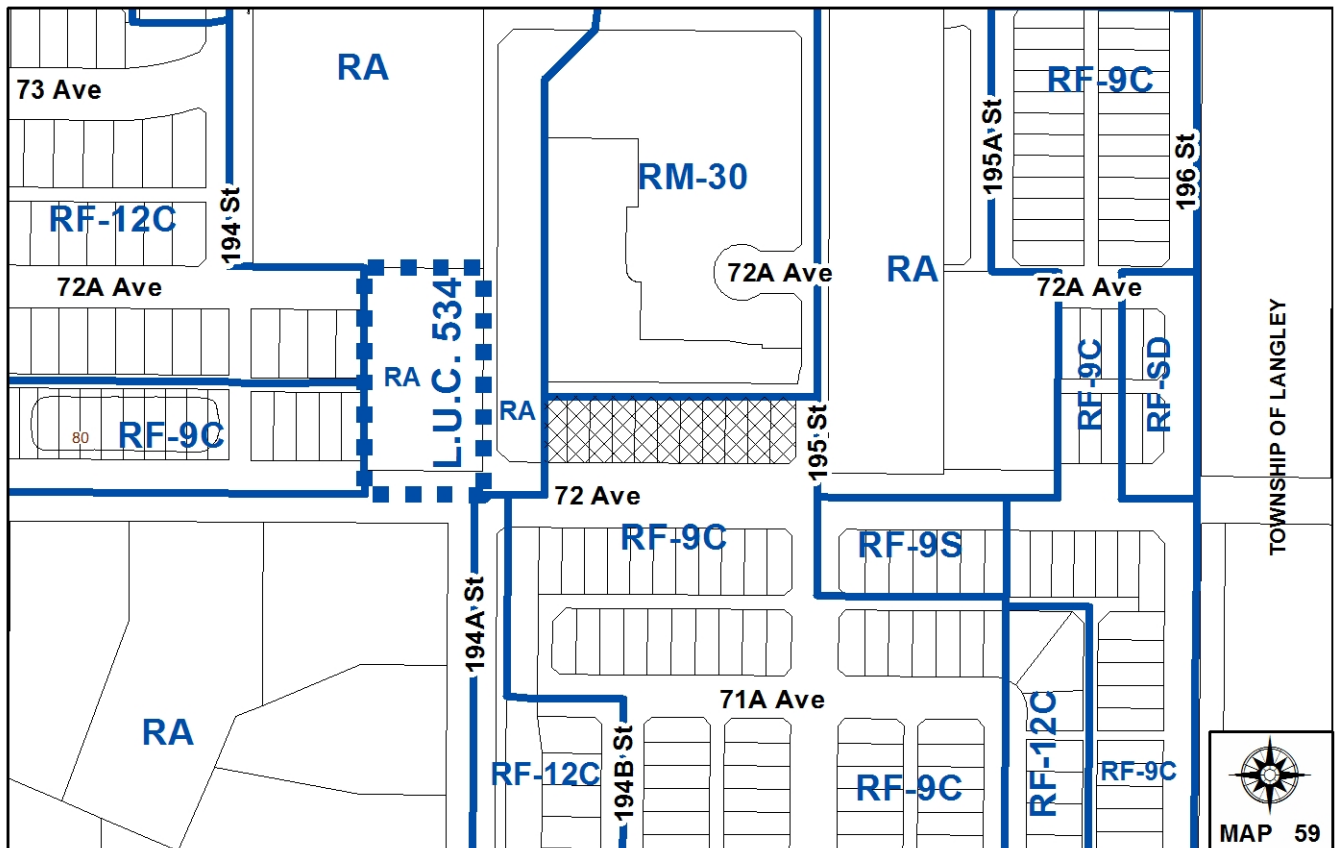 RA
73 Ave
RF-9C
195A St
196 St
RM-30
RF-12C
194 St
72A Ave
RA
72A Ave
72A Ave
L.U.C. 534
RA
RA
RF-9C
RF-SD
TOWNSHIP OF LANGLEY
80
RF-9C
195 St
72 Ave
RF-9C
RF-9S
194A St
71A Ave
RA
RF-12C
194B St
RF-9C
RF-12C
RF-9C
MAP 59